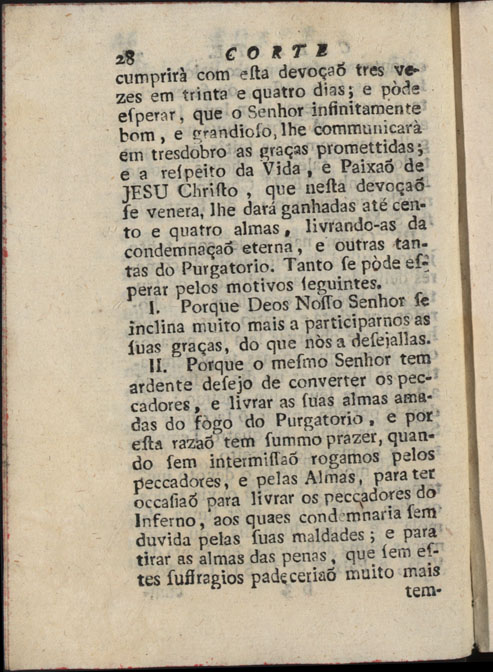 28 CORTE
cumprirà com eſta devoçaõ tres ve-
zes em trinta e quatro dias; e pòde
eſperar, que o Senhor infinitamente
bom, e grandioſo, lhe communicarà
em tresdobro as graças promettidas;
e a reſpeito da Vida, e Paixaõ de
JESU Chriſto, que neſta devoçaõ
ſe venera, lhe dará ganhadas até cen-
to e quatro almas, livrando-as da
condemnaçaõ eterna, e outras tan-
tas do Purgatorio. Tanto ſe pòde eſ-
perar pelos motivos ſeguintes.
I. Porque Deos Noſſo Senhor ſe
inclina muito mais a participarnos as
ſuas graças, do que nòs a deſejallas.
II. Porque o meſmo Senhor tem
ardente deſejo de converter os pec-
cadores, e livrar as ſuas almas ama-
das do fògo do Purgatorio, e por
eſta razaõ tem ſummo prazer, quan-
do ſem intermiſſaõ rogamos pelos
peccadores, e pelas Almas, para ter
occaſiaõ para livrar os peccadores do
Inferno, aos quaes condemnaria ſem
duvida pelas ſuas maldades; e para
tirar as almas das penas, que ſem eſ-
tes ſuffragios padeceriaõ muito mais
tem-